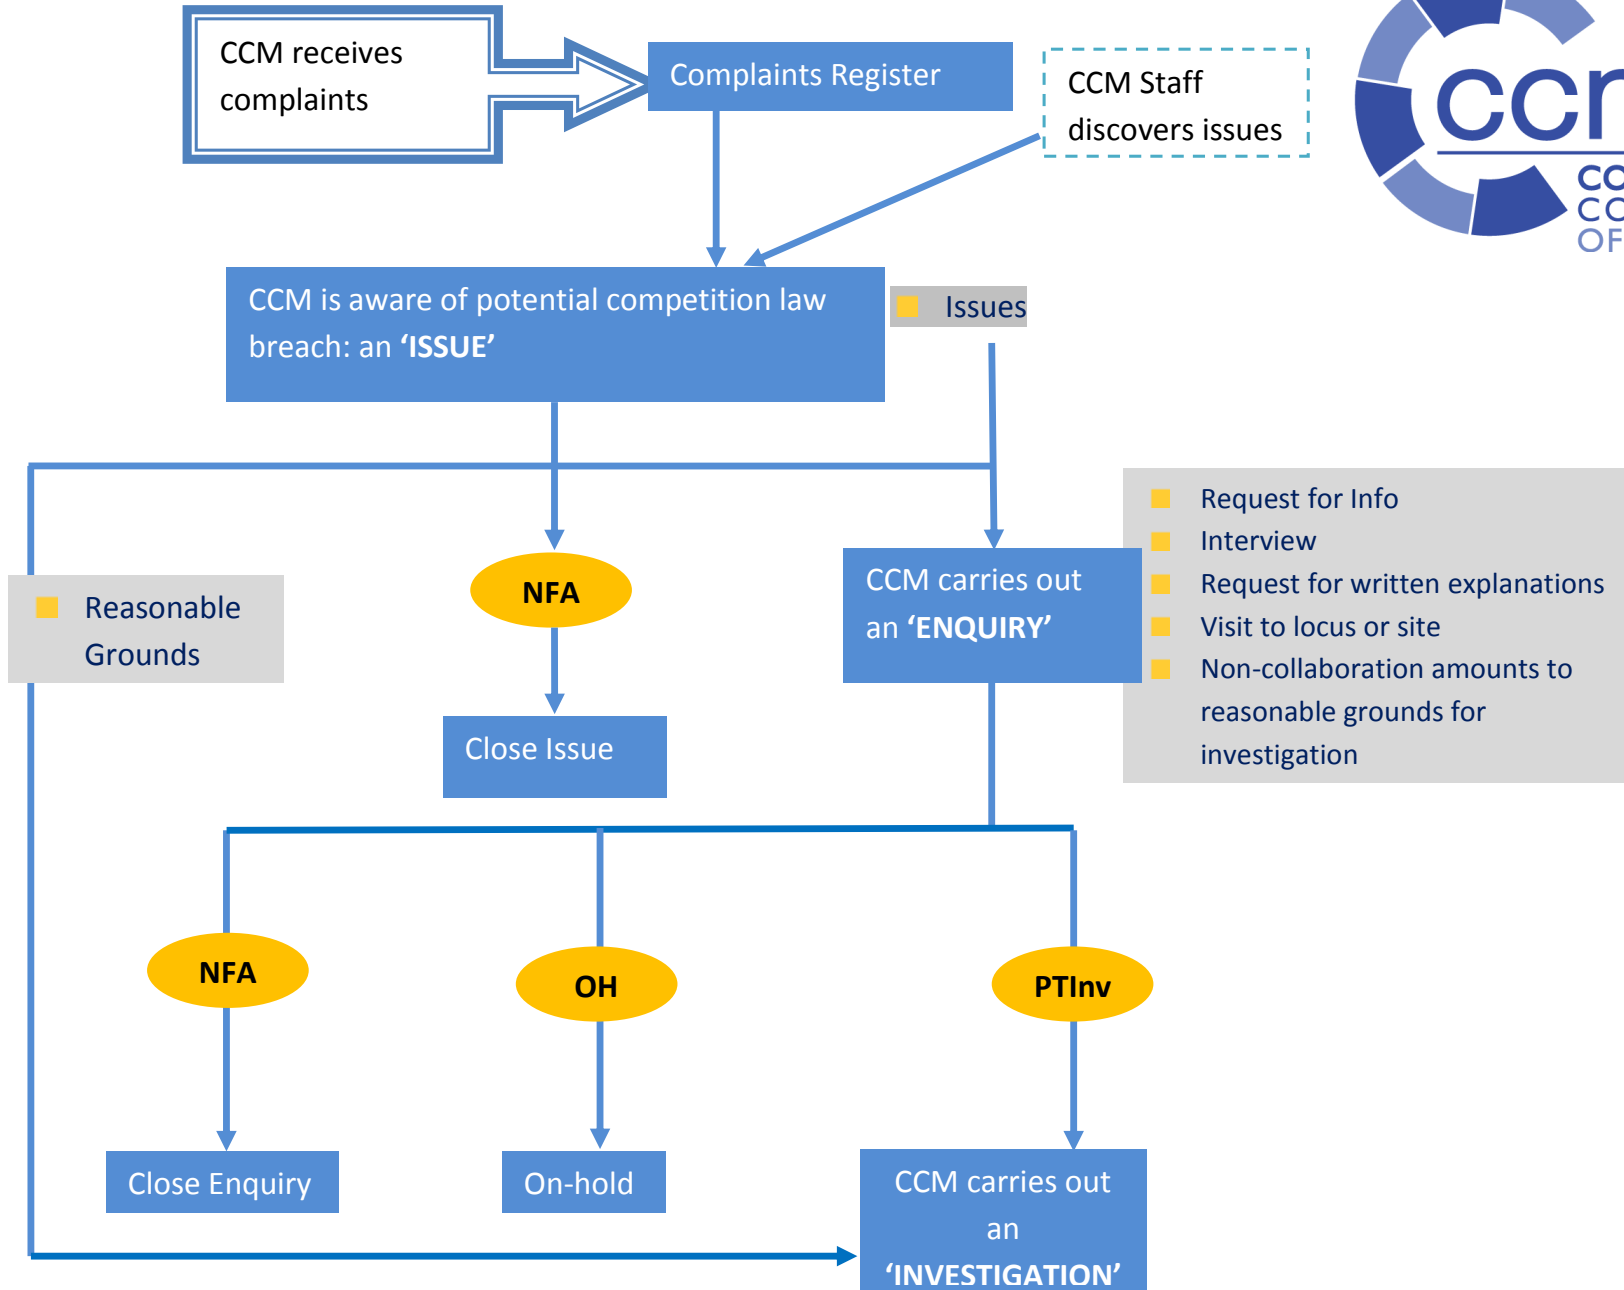 CCM receives
complaints
Complaints Register
CCM Staff
discovers issues
CCM is aware of potential competition law
breach: an ‘ISSUE’
Issues
Reasonable
Grounds
NFA
Close Issue
CCM carries out
an ‘ENQUIRY’
Request for Info
Interview
Request for written explanations
Visit to locus or site
Non-collaboration amounts to
reasonable grounds for
investigation
NFA
OH
PTInv
Close Enquiry
On-hold
CCM carries out
an
‘INVESTIGATION’
OF